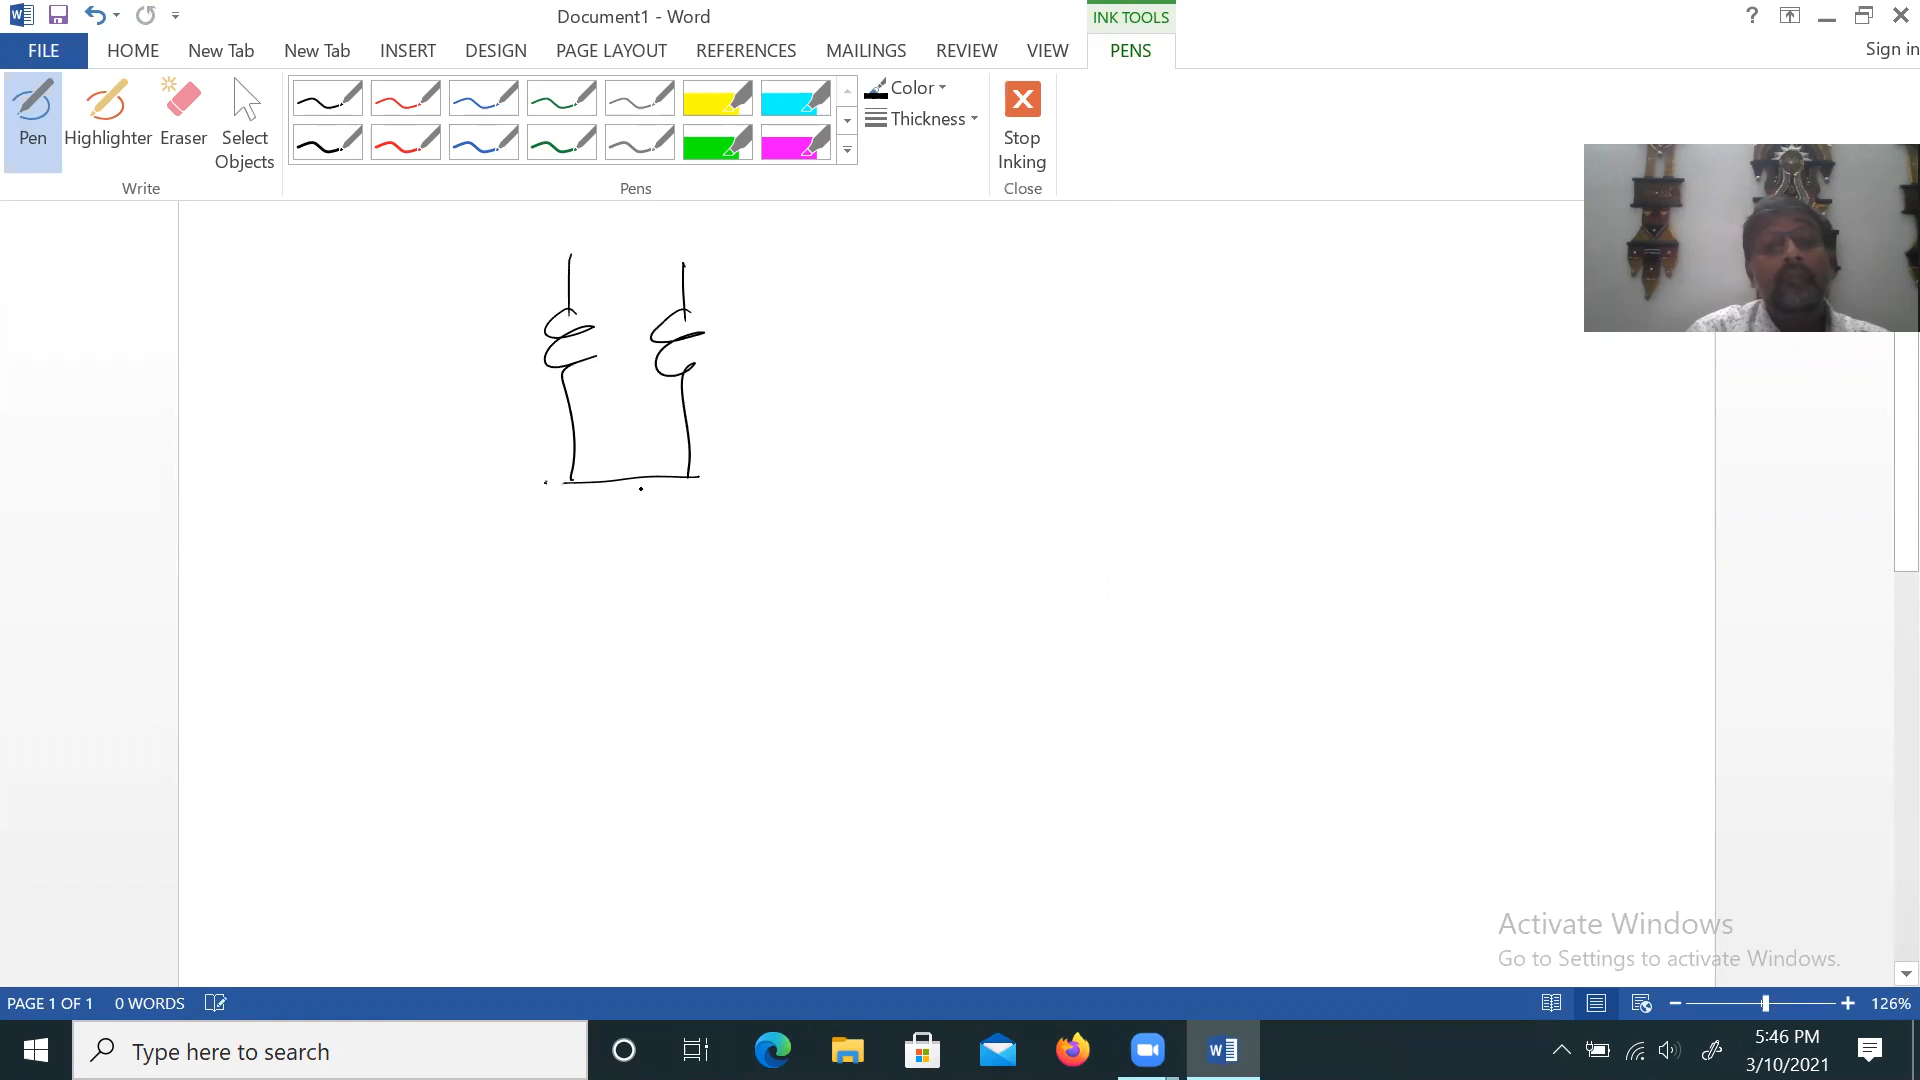 Document1 - Word
INK TOOLS
FILE
HOME
New Tab
New Tab
INSERT
DESIGN
PAGE LAYOUT
REFERENCES
MAILINGS
REVIEW
VIEW
PENS
Sign in
Pen
Highlighter
Eraser
Select
Objects
Color
Thickness
Stop
Inking
Write
Pens
Close
Activate Windows
Go to Settings to activate Windows.
PAGE 1 OF 1
0 WORDS
126%
Type here to search
5:46 PM
3/10/2021